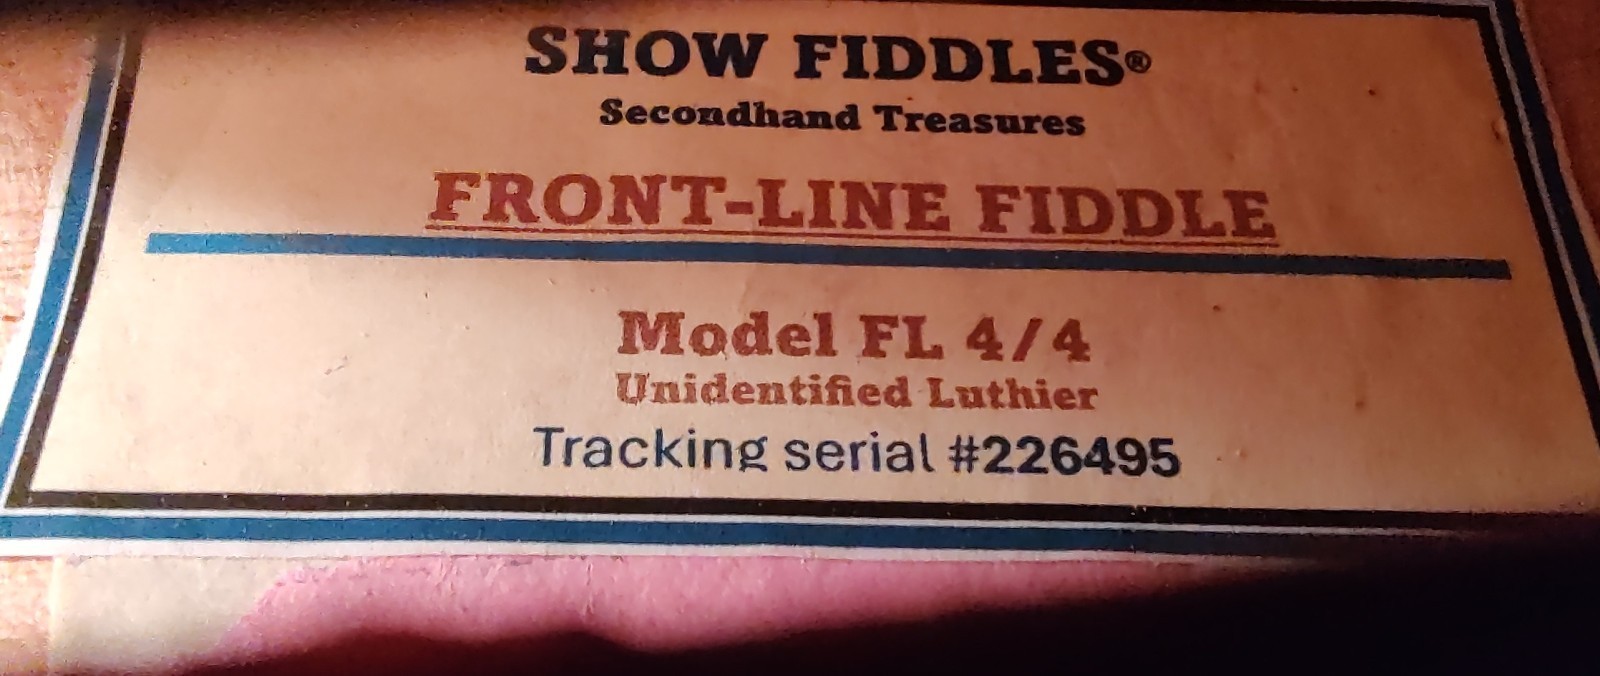 SHOW FIDDLES®
Secondhand Treasures
FRONT-LINE FIDDLE
Model FL 4/4
Unidentified Luthier
Tracking serial #226495